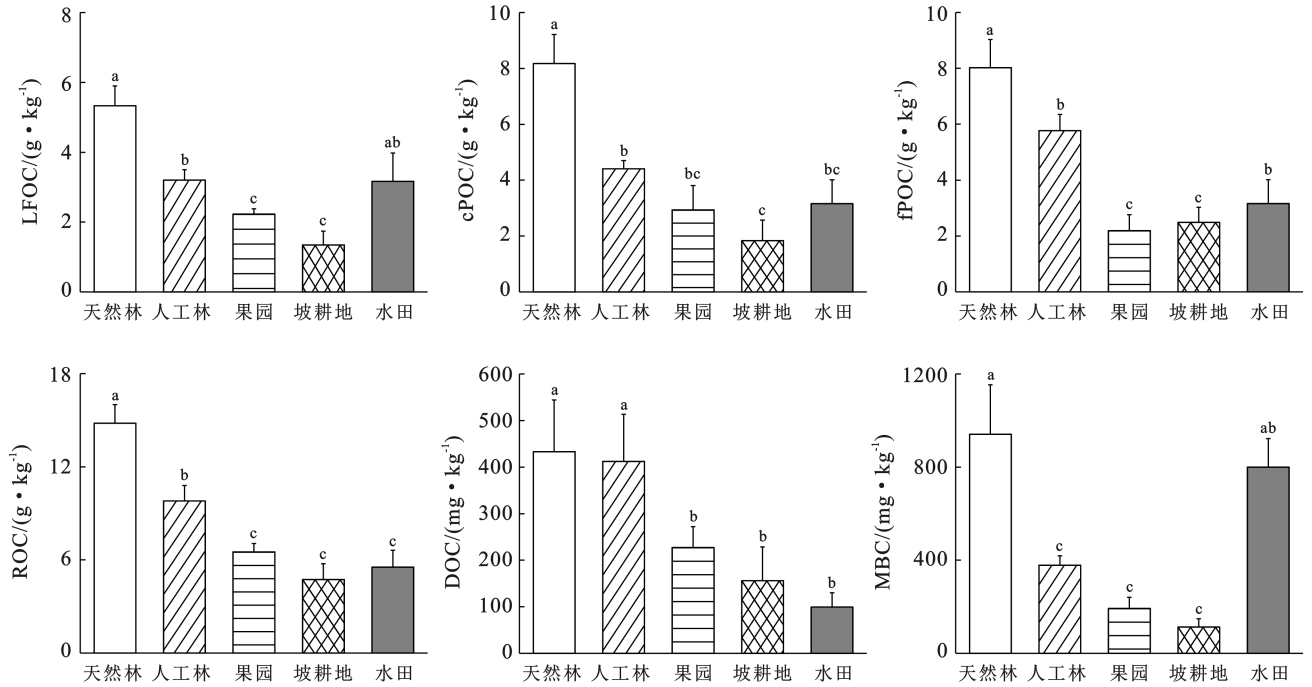 LFOC/(g·kg⁻¹)
8
6
4
2
0
a
b
c
c
ab
天然林 人工林 果园 坡耕地 水田
cPOC/(g·kg⁻¹)
10
8
6
4
2
0
a
b
bc
c
bc
天然林 人工林 果园 坡耕地 水田
fPOC/(g·kg⁻¹)
10
8
6
4
2
0
a
b
c
c
b
天然林 人工林 果园 坡耕地 水田
ROC/(g·kg⁻¹)
18
12
6
0
a
b
c
c
c
天然林 人工林 果园 坡耕地 水田
DOC/(mg·kg⁻¹)
600
500
400
300
200
100
0
a
a
b
b
b
天然林 人工林 果园 坡耕地 水田
MBC/(mg·kg⁻¹)
1200
800
400
0
a
c
c
c
ab
天然林 人工林 果园 坡耕地 水田